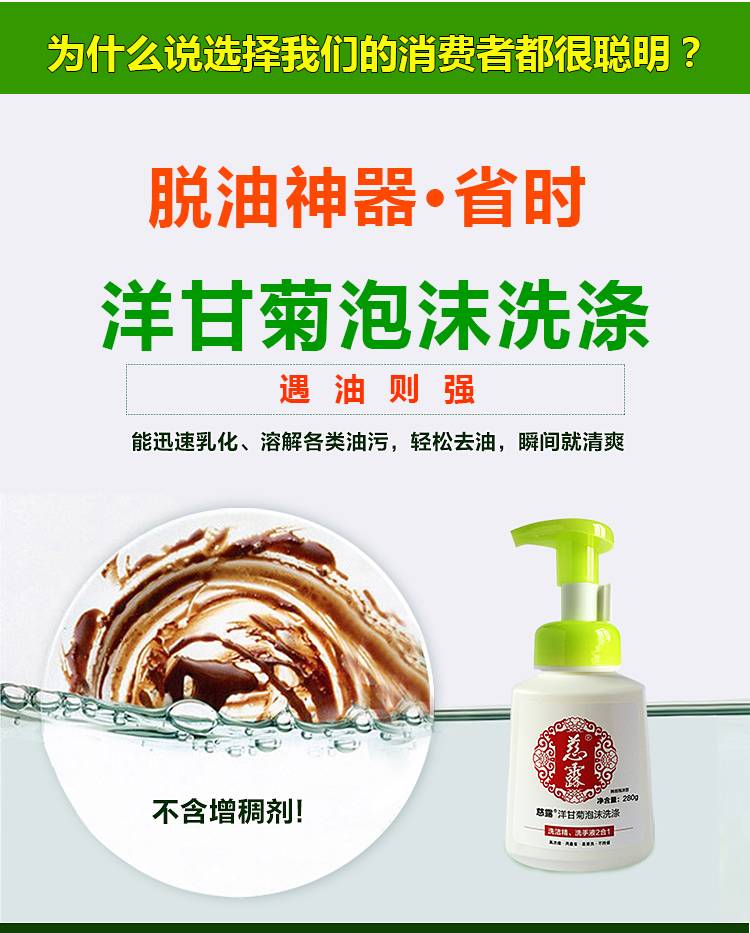 为什么说选择我们的消费者都很聪明？
脱油神器·省时
洋甘菊泡沫洗涤
遇油则强
能迅速乳化、溶解各类油污，轻松去油，瞬间就清爽
不含增稠剂!
慈露®
净含量：280g
慈露®洋甘菊泡沫洗涤
洗洁精、洗手液2合1